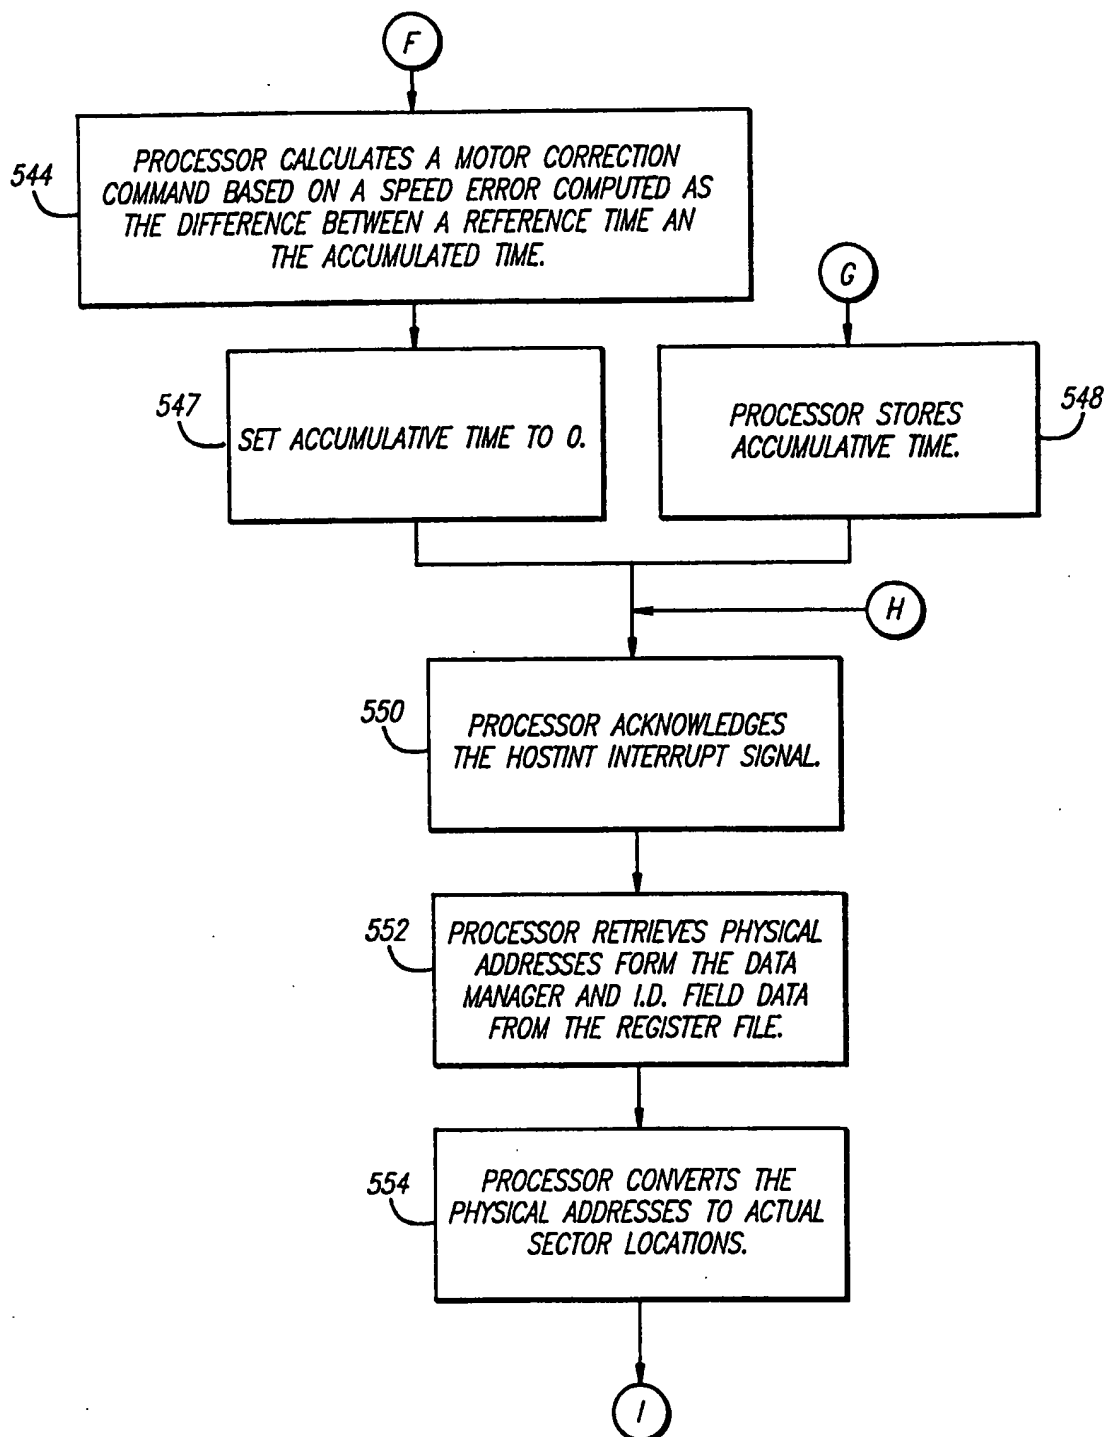 F
544
PROCESSOR CALCULATES A MOTOR CORRECTION
COMMAND BASED ON A SPEED ERROR COMPUTED AS
THE DIFFERENCE BETWEEN A REFERENCE TIME AN
THE ACCUMULATED TIME.
G
547
SET ACCUMULATIVE TIME TO 0.
PROCESSOR STORES
ACCUMULATIVE TIME.
548
H
550
PROCESSOR ACKNOWLEDGES
THE HOSTINT INTERRUPT SIGNAL.
552
PROCESSOR RETRIEVES PHYSICAL
ADDRESSES FORM THE DATA
MANAGER AND I.D. FIELD DATA
FROM THE REGISTER FILE.
554
PROCESSOR CONVERTS THE
PHYSICAL ADDRESSES TO ACTUAL
SECTOR LOCATIONS.
I